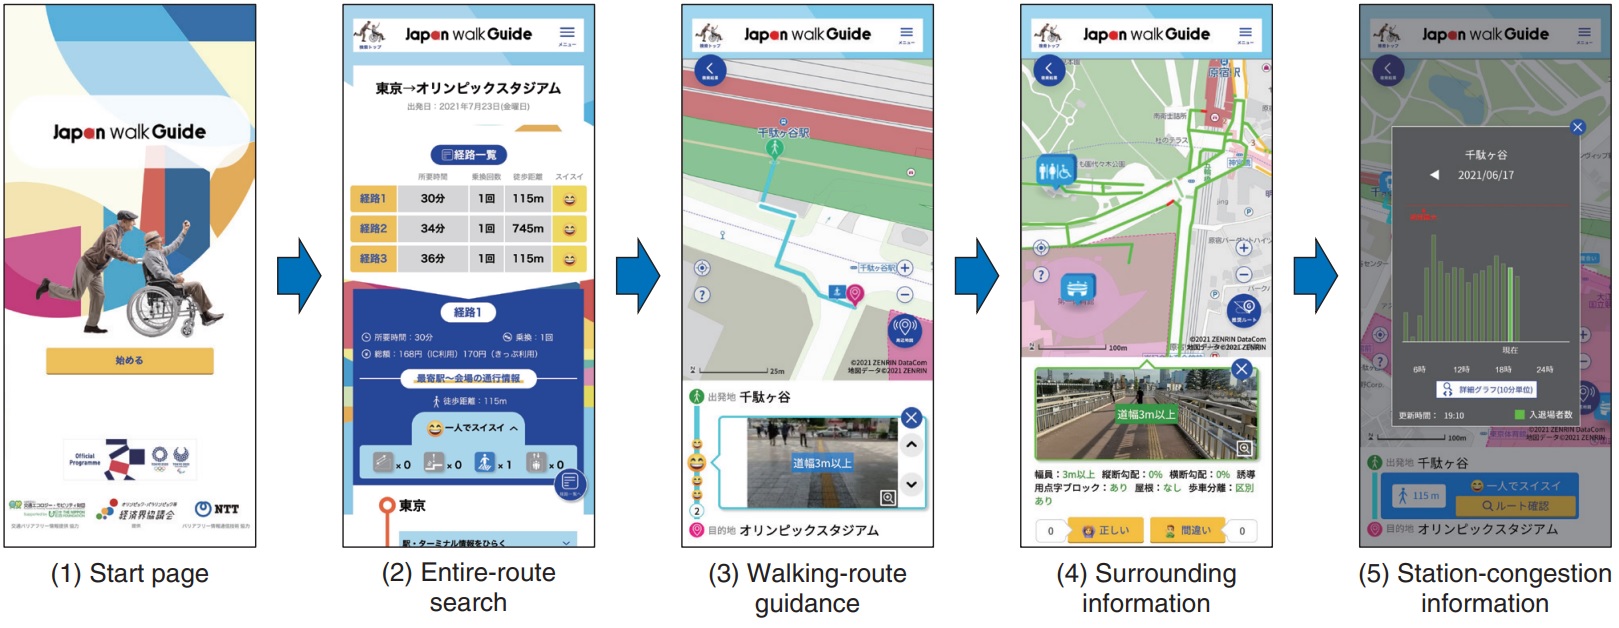 Japan walk Guide
始める
Official
Programme
経済界協議会
NTT
(1) Start page
Japan walk Guide
メニュー
東京→オリンピックスタジアム
出発日：2021年7月23日(金曜日)
経路一覧
所要時間 乗換回数 徒歩距離 スイスイ
経路1 30分 1回 115m
経路2 34分 1回 745m
経路3 36分 1回 115m
経路1
所要時間：30分 乗換：1回
総額：168円（IC利用）170円（きっぷ利用）
最寄駅～会場の通行情報
徒歩距離：115m
一人でスイスイ
×0 ×0 ×1 ×0
東京
駅・ターミナル情報をひらく
(2) Entire-route
search
Japan walk Guide
メニュー
千駄ヶ谷駅
千駄ヶ谷駅
25m
©2021 ZENRIN DataCom
地図データ©2021 ZENRIN
出発地 千駄ヶ谷
道幅3m以上
2
目的地 オリンピックスタジアム
(3) Walking-route
guidance
Japan walk Guide
メニュー
杜のテラス
jing
100m
©2021 ZENRIN DataCom
地図データ©2021 ZENRIN
道幅3m以上
幅員：3m以上 縦断勾配：0% 横断勾配：0% 誘導
用点字ブロック：あり 屋根：なし 歩車分離：区別
あり
0 正しい 間違い 0
(4) Surrounding
information
Japan walk Guide
メニュー
千駄ヶ谷
2021/06/17
現在
6時 12時 18時 24時
詳細グラフ(10分単位)
更新時間： 19:10 入退場者数
100m
©2021 ZENRIN DataCom
地図データ©2021 ZENRIN
出発地 千駄ヶ谷
115 m 一人でスイスイ
ルート確認
目的地 オリンピックスタジアム
(5) Station-congestion
information